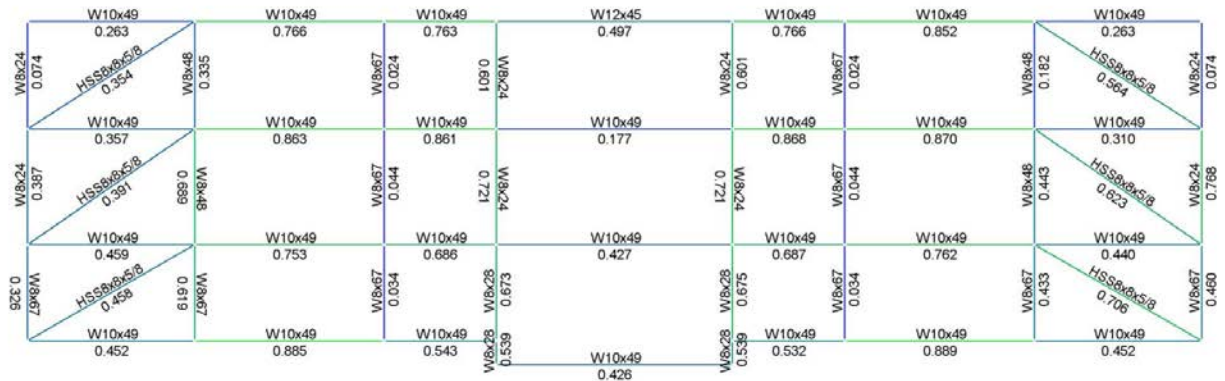 W10x49 W10x49 W10x49 W12x45 W10x49 W10x49 W10x49
0.263 0.766 0.763 0.497 0.766 0.852 0.263
W8x24 0.074 HSS8x8x5/8 0.354 W8x48 0.335 W8x67 0.024 0.601 W8x24 W8x24 0.601 W8x67 0.024 W8x48 0.182 HSS8x8x5/8 0.564 W8x24 0.074
W10x49 W10x49 W10x49 W10x49 W10x49 W10x49 W10x49
0.357 0.863 0.861 0.177 0.868 0.870 0.310
W8x24 0.387 HSS8x8x5/8 0.391 0.689 W8x48 W8x67 0.044 0.721 W8x24 0.721 W8x24 W8x67 0.044 W8x48 0.443 HSS8x8x5/8 0.623 W8x24 0.768
W10x49 W10x49 W10x49 W10x49 W10x49 W10x49 W10x49
0.459 0.753 0.686 0.427 0.687 0.762 0.440
0.326 W8x67 HSS8x8x5/8 0.458 0.619 W8x67 W8x67 0.034 W8x28 0.673 W8x28 0.675 W8x67 0.034 W8x67 0.433 HSS8x8x5/8 0.706 W8x67 0.460
W10x49 W10x49 W10x49 W10x49 W10x49 W10x49
0.452 0.885 0.543 0.532 0.889 0.452
W8x28 0.539 W8x28 0.539
W10x49
0.426